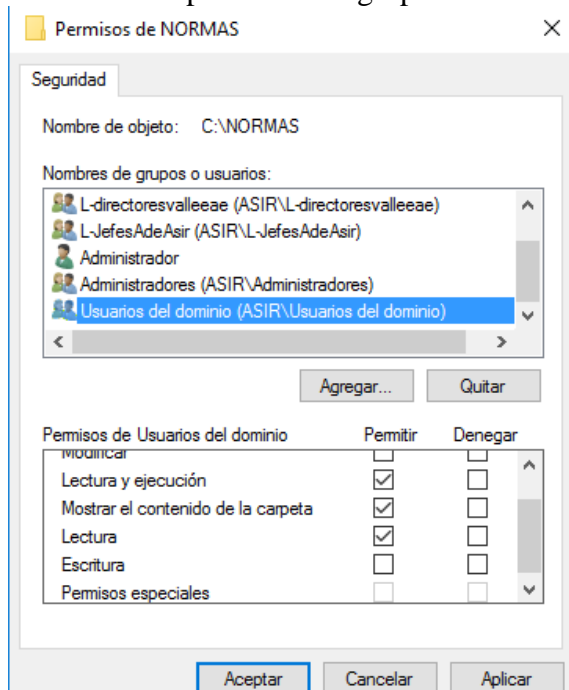 Permisos de NORMAS
Seguridad
Nombre de objeto: C:\NORMAS
Nombres de grupos o usuarios:
L-directoresvalleeae (ASIR\L-directoresvalleeae)
L-JefesAdeAsir (ASIR\L-JefesAdeAsir)
Administrador
Administradores (ASIR\Administradores)
Usuarios del dominio (ASIR\Usuarios del dominio)
Agregar... Quitar
Permisos de Usuarios del dominio Permitir Denegar
Modificar
Lectura y ejecución
Mostrar el contenido de la carpeta
Lectura
Escritura
Permisos especiales
Aceptar Cancelar Aplicar